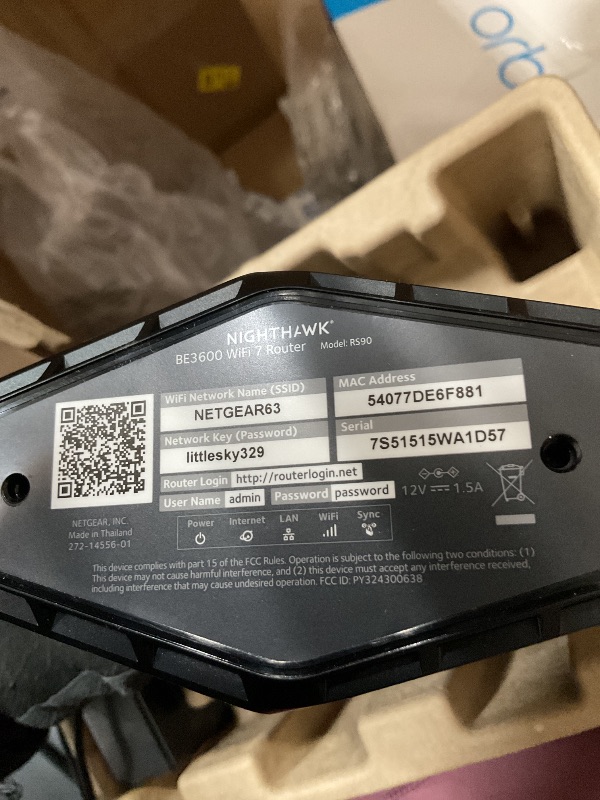 orb
NIGHTHAWK®
BE3600 WiFi 7 Router Model: RS90
WiFi Network Name (SSID)
NETGEAR63
Network Key (Password)
littlesky329
MAC Address
54077DE6F881
Serial
7S51515WA1D57
Router Login http://routerlogin.net
User Name admin Password password
12V 1.5A
NETGEAR, INC.
Made in Thailand
272-14556-01
Power Internet LAN WiFi Sync
This device complies with part 15 of the FCC Rules. Operation is subject to the following two conditions: (1)
This device may not cause harmful interference, and (2) this device must accept any interference received,
including interference that may cause undesired operation. FCC ID: PY324300638